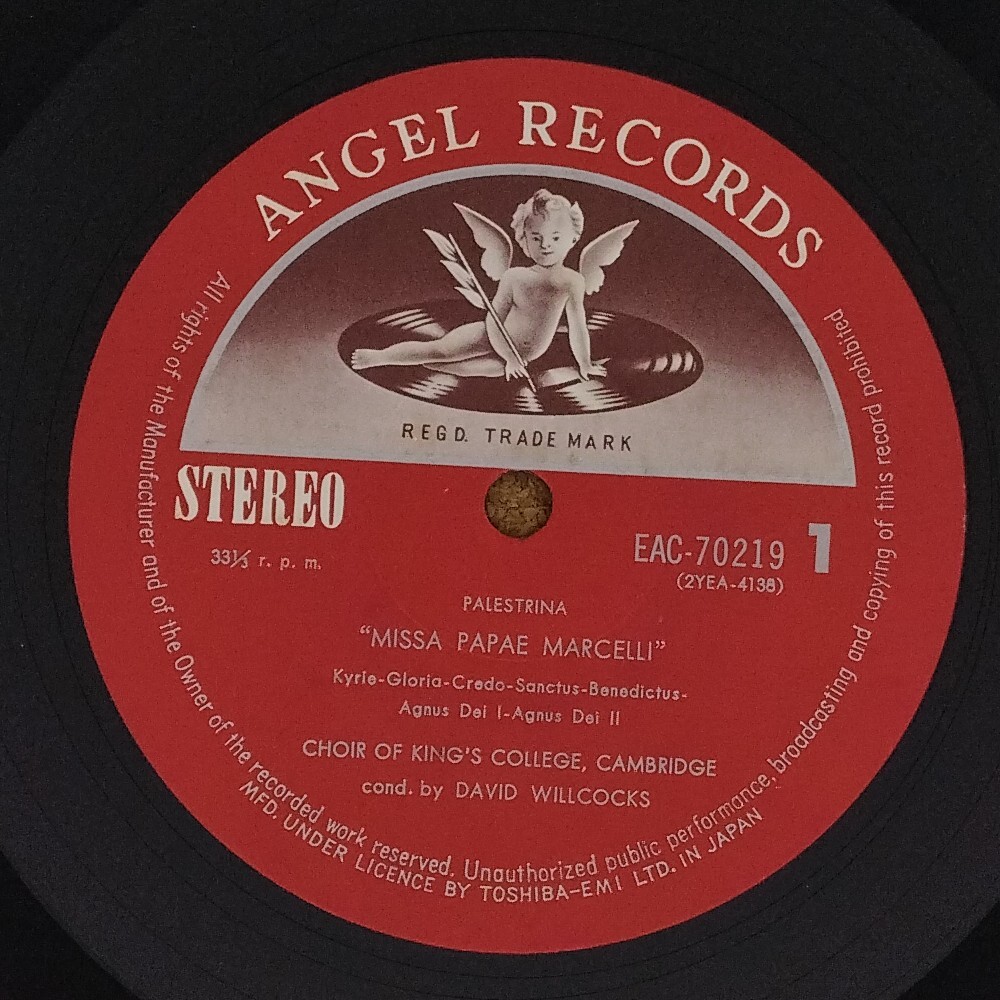 ANGEL RECORDS
REGD. TRADE MARK
STEREO
33⅓ r. p. m.
EAC-70219
1
(2YEA-4138)
PALESTRINA
“MISSA PAPAE MARCELLI”
Kyrie-Gloria-Credo-Sanctus-Benedictus-
Agnus Dei I-Agnus Dei II
CHOIR OF KING'S COLLEGE, CAMBRIDGE
cond. by DAVID WILLCOCKS
All rights of the Manufacturer and of the Owner of the recorded work reserved. Unauthorized public performance, broadcasting and copying of this record prohibited
MFD. UNDER LICENCE BY TOSHIBA-EMI LTD. IN JAPAN